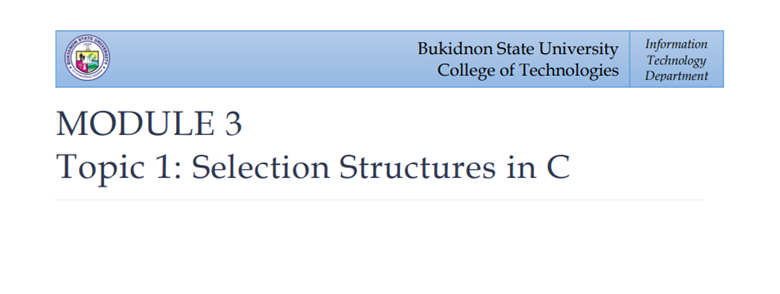 BUKIDNON STATE UNIVERSITY
Bukidnon State University
College of Technologies
Information
Technology
Department
MODULE 3
Topic 1: Selection Structures in C